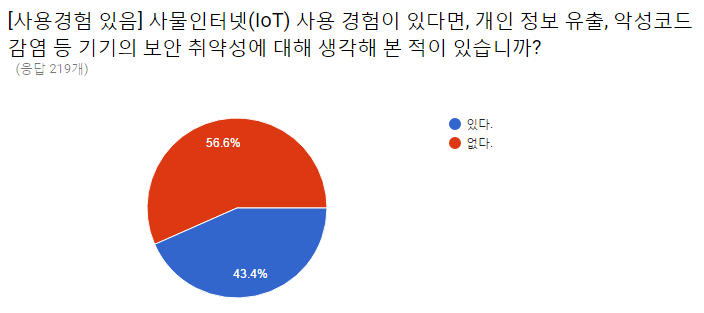 [사용경험 있음] 사물인터넷(IoT) 사용 경험이 있다면, 개인 정보 유출, 악성코드
감염 등 기기의 보안 취약성에 대해 생각해 본 적이 있습니까?
(응답 219개)
있다.
없다.
56.6%
43.4%